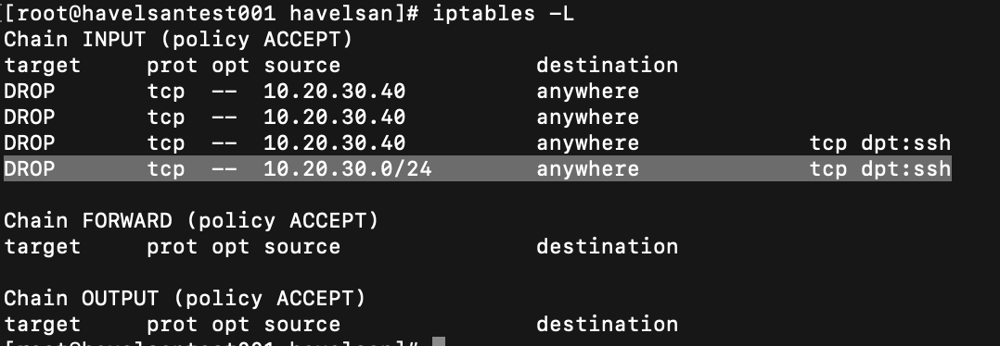 [root@havelsantest001 havelsan]# iptables -L
Chain INPUT (policy ACCEPT)
target prot opt source destination
DROP tcp -- 10.20.30.40 anywhere
DROP tcp -- 10.20.30.40 anywhere
DROP tcp -- 10.20.30.40 anywhere tcp dpt:ssh
DROP tcp -- 10.20.30.0/24 anywhere tcp dpt:ssh
Chain FORWARD (policy ACCEPT)
target prot opt source destination
Chain OUTPUT (policy ACCEPT)
target prot opt source destination
[root@havelsantest001 havelsan]#